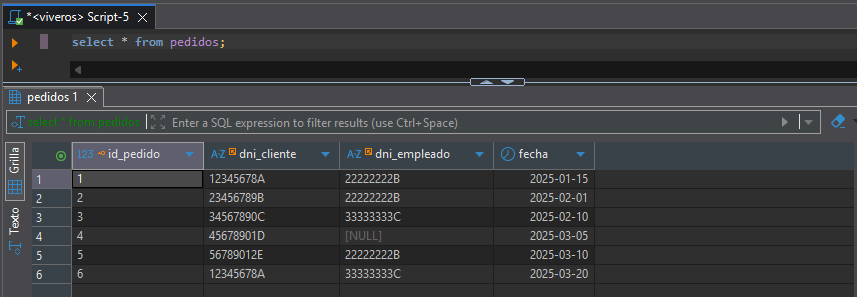 *<viveros> Script-5
select * from pedidos;
pedidos 1
select * from pedidos Enter a SQL expression to filter results (use Ctrl+Space)
Grilla
Texto
123 id_pedido A-Z dni_cliente A-Z dni_empleado fecha
1 1 12345678A 22222222B 2025-01-15
2 2 23456789B 22222222B 2025-02-01
3 3 34567890C 33333333C 2025-02-10
4 4 45678901D [NULL] 2025-03-05
5 5 56789012E 22222222B 2025-03-10
6 6 12345678A 33333333C 2025-03-20